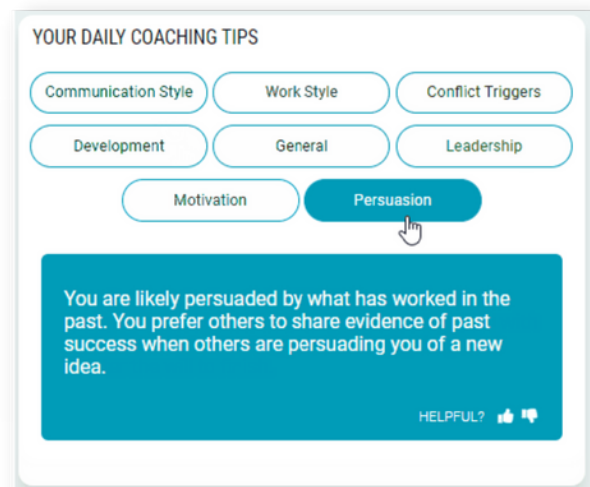 YOUR DAILY COACHING TIPS
Communication Style
Work Style
Conflict Triggers
Development
General
Leadership
Motivation
Persuasion
You are likely persuaded by what has worked in the
past. You prefer others to share evidence of past
success when others are persuading you of a new
idea.
HELPFUL?